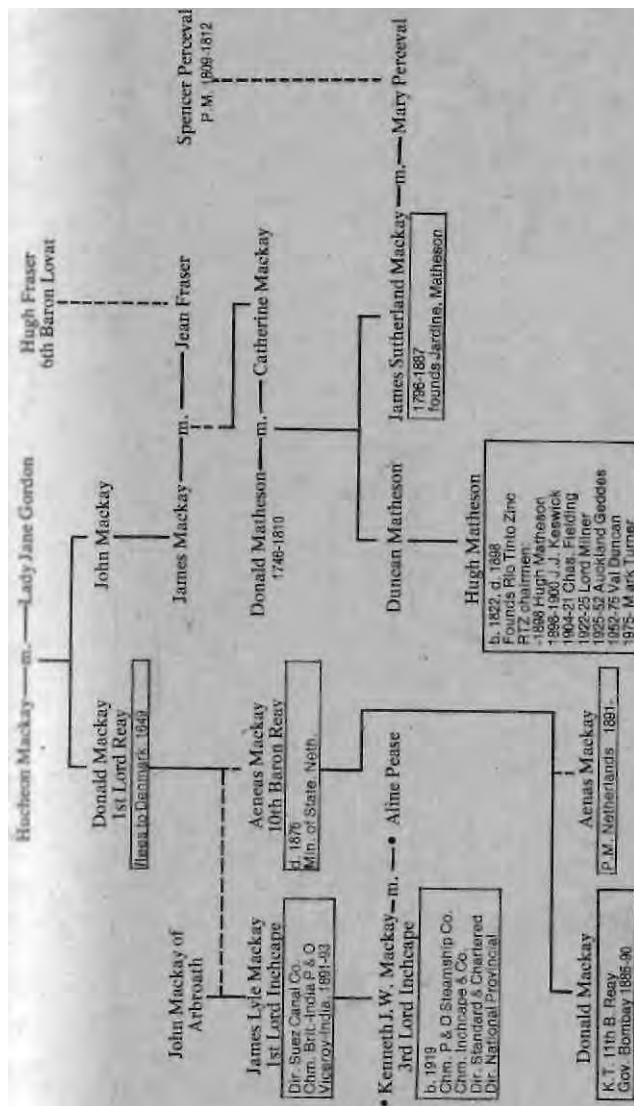 Hucheon Mackay—m.—Lady Jane Gordon
Hugh Fraser
6th Baron Lovat
Spencer Perceval
P.M. 1809-1812
Donald Mackay
1st Lord Reay
flees to Denmark 1649
John Mackay
John Mackay of
Arbroath
James Mackay—m.—Jean Fraser
James Lyle Mackay
1st Lord Inchcape
Dir. Suez Canal Co.
Chm. Brit.-India P & O
Viceroy-India, 1891-93
Aeneas Mackay
10th Baron Reay
d. 1876
Min. of State, Neth.
Donald Matheson—m.—Catherine Mackay
1746-1810
• Kenneth J.W. Mackay—m.—• Aline Pease
3rd Lord Inchcape
b. 1919
Chm. P & O Steamship Co.
Chm. Inchcape & Co.
Dir. Standard & Chartered
Dir. National Provincial
Duncan Matheson
James Sutherland Mackay—m.—Mary Perceval
1796-1887
founds Jardine, Matheson
Hugh Matheson
b. 1822, d. 1898
Founds Rio Tinto Zinc
RTZ chairmen:
-1898 Hugh Matheson
1898-1900 J.J. Keswick
1904-21 Chas. Fielding
1922-25 Lord Milner
1925-52 Auckland Geddes
1952-75 Val Duncan
1975- Mark Turner
Donald Mackay
K.T. 11th B. Reay
Gov. Bombay 1885-90
Aenas Mackay
P.M. Netherlands 1891-